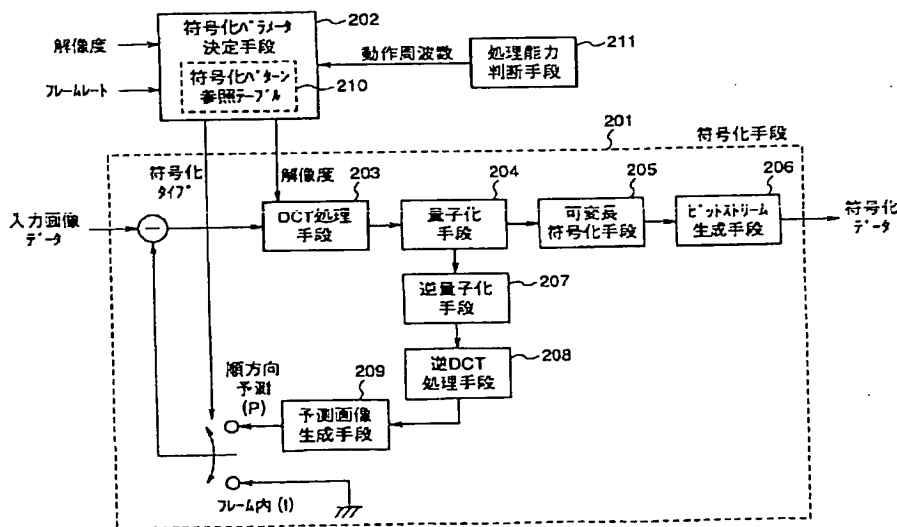 解像度
フレームレート
202
符号化パラメータ
決定手段
符号化パターン
参照テーブル
210
動作周波数
211
処理能力
判断手段
201
符号化手段
符号化
タイプ
解像度
入力画像
データ
203
DCT処理
手段
204
量子化
手段
205
可変長
符号化手段
206
ビットストリーム
生成手段
符号化
データ
逆量子化
手段
207
逆DCT
処理手段
208
209
予測画像
生成手段
順方向
予測
(P)
フレーム内(I)